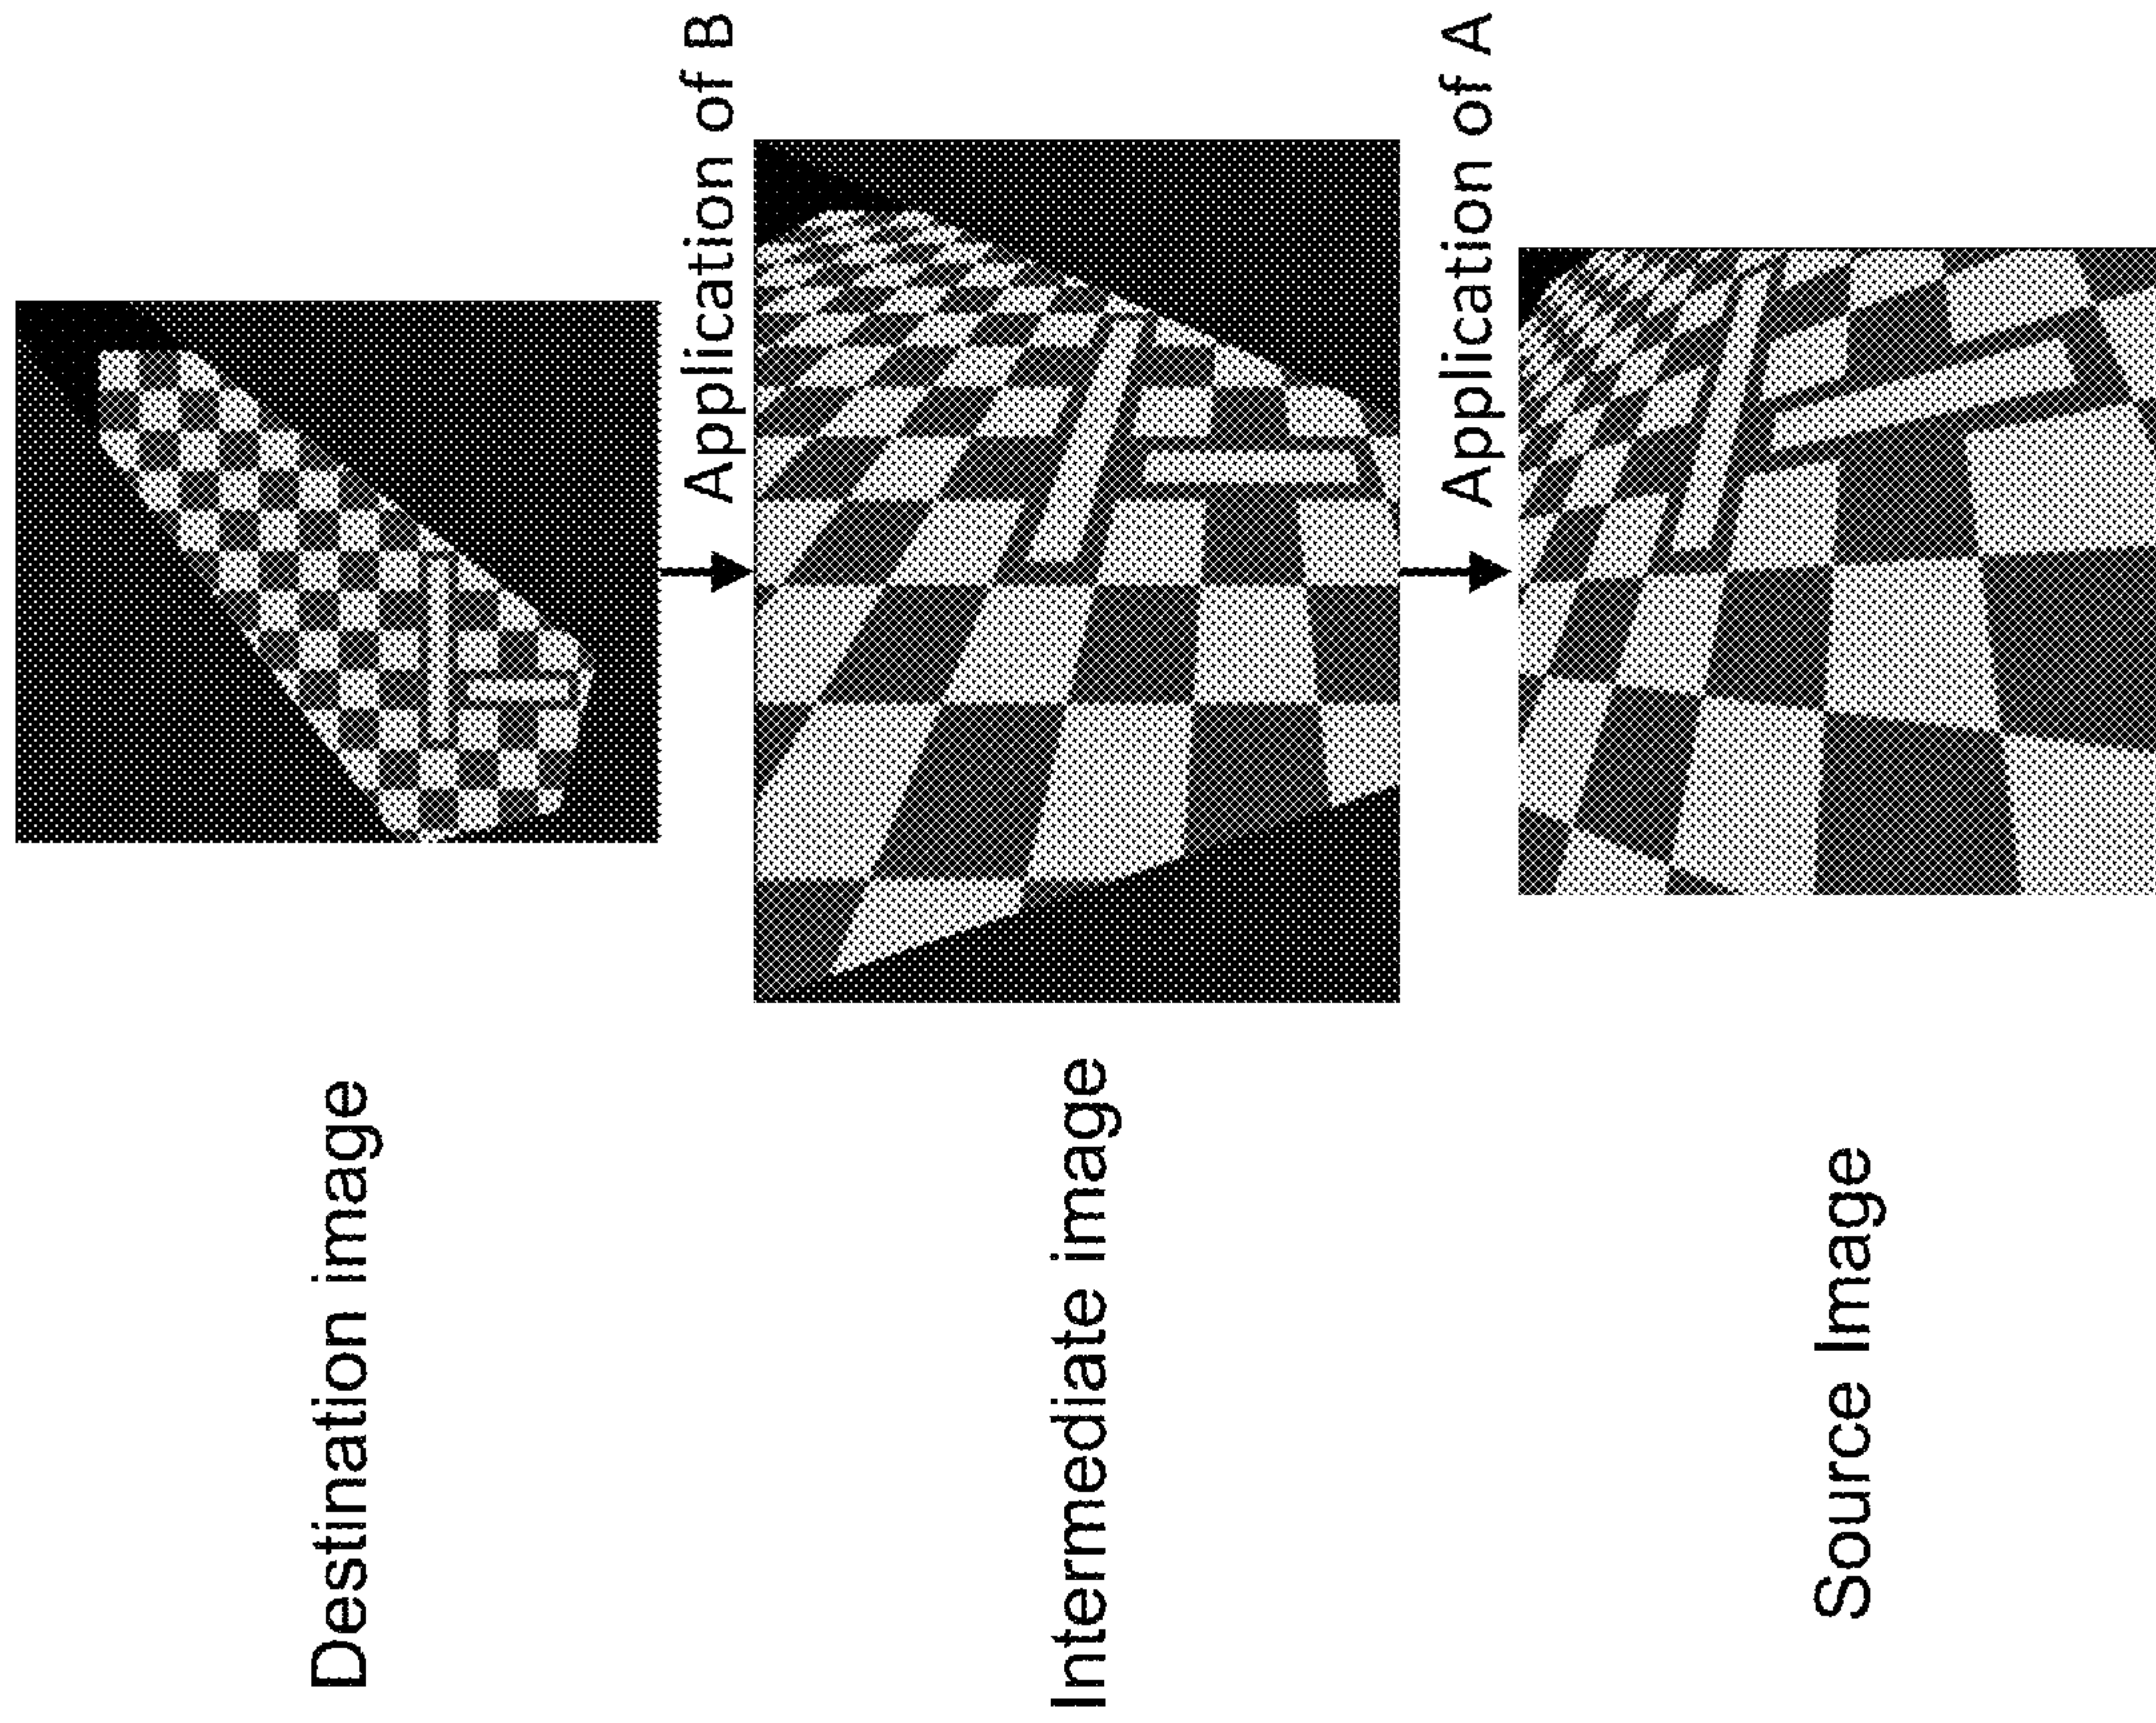 Destination image
Application of B
Intermediate image
Application of A
Source Image